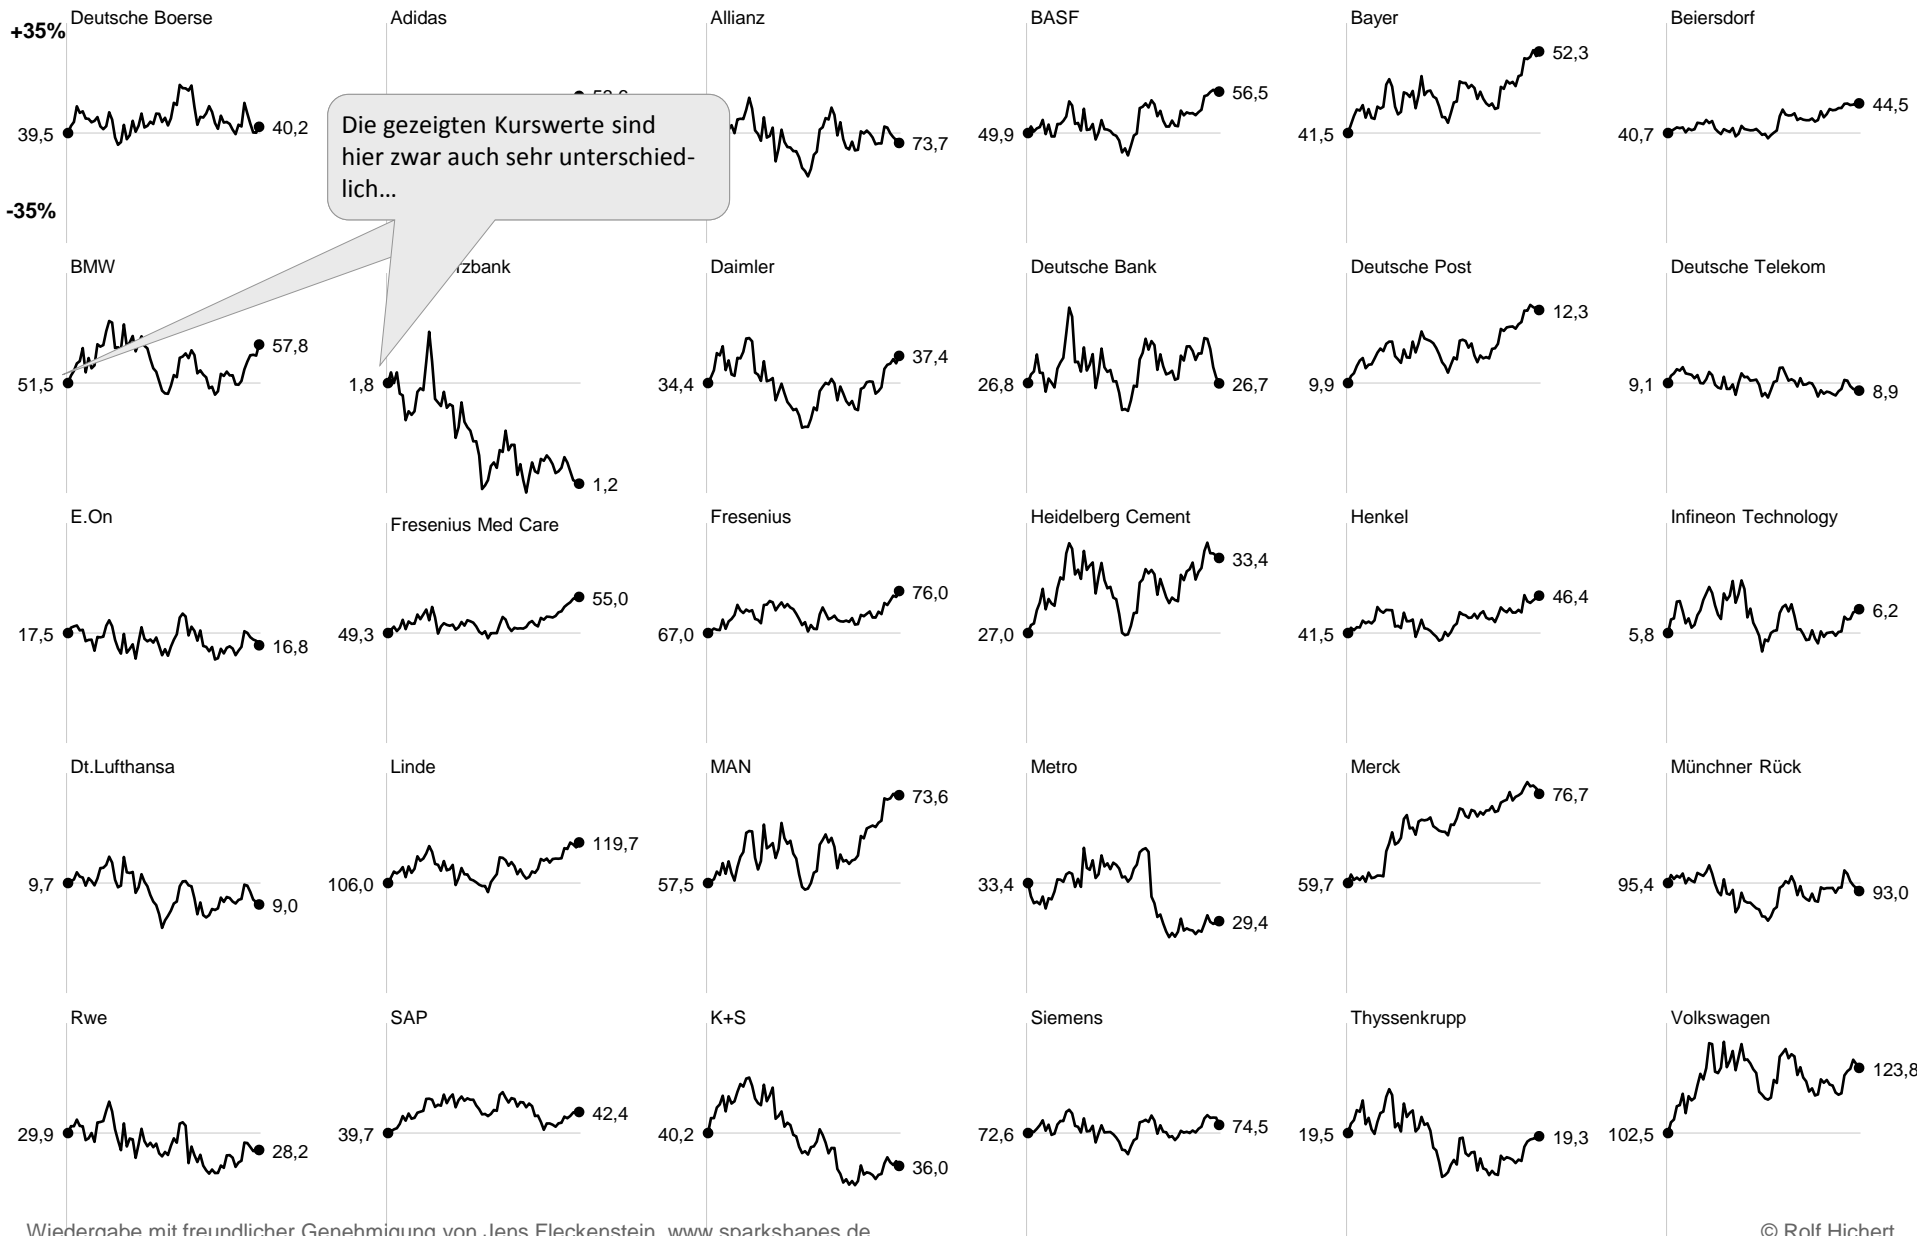 Deutsche Boerse Adidas Allianz BASF Bayer Beiersdorf
+35%
52,3
56,5
44,5
Die gezeigten Kurswerte sind
hier zwar auch sehr unterschied-
lich...
39,5 40,2 73,7 49,9 41,5 40,7
-35%
BMW Daimler Deutsche Bank Deutsche Post Deutsche Telekom
51,5 57,8 1,8 1,2 34,4 37,4 26,8 26,7 9,9 12,3 9,1 8,9
E.On Fresenius Med Care Fresenius Heidelberg Cement Henkel Infineon Technology
17,5 16,8 49,3 55,0 67,0 76,0 27,0 33,4 41,5 46,4 5,8 6,2
Dt.Lufthansa Linde MAN Metro Merck Münchner Rück
9,7 9,0 106,0 119,7 57,5 73,6 33,4 29,4 59,7 76,7 95,4 93,0
Rwe SAP K+S Siemens Thyssenkrupp Volkswagen
29,9 28,2 39,7 42,4 40,2 36,0 72,6 74,5 19,5 19,3 102,5 123,8
Wiedergabe mit freundlicher Genehmigung von Jens Fleckenstein, www.sparkshapes.de © Rolf Hichert